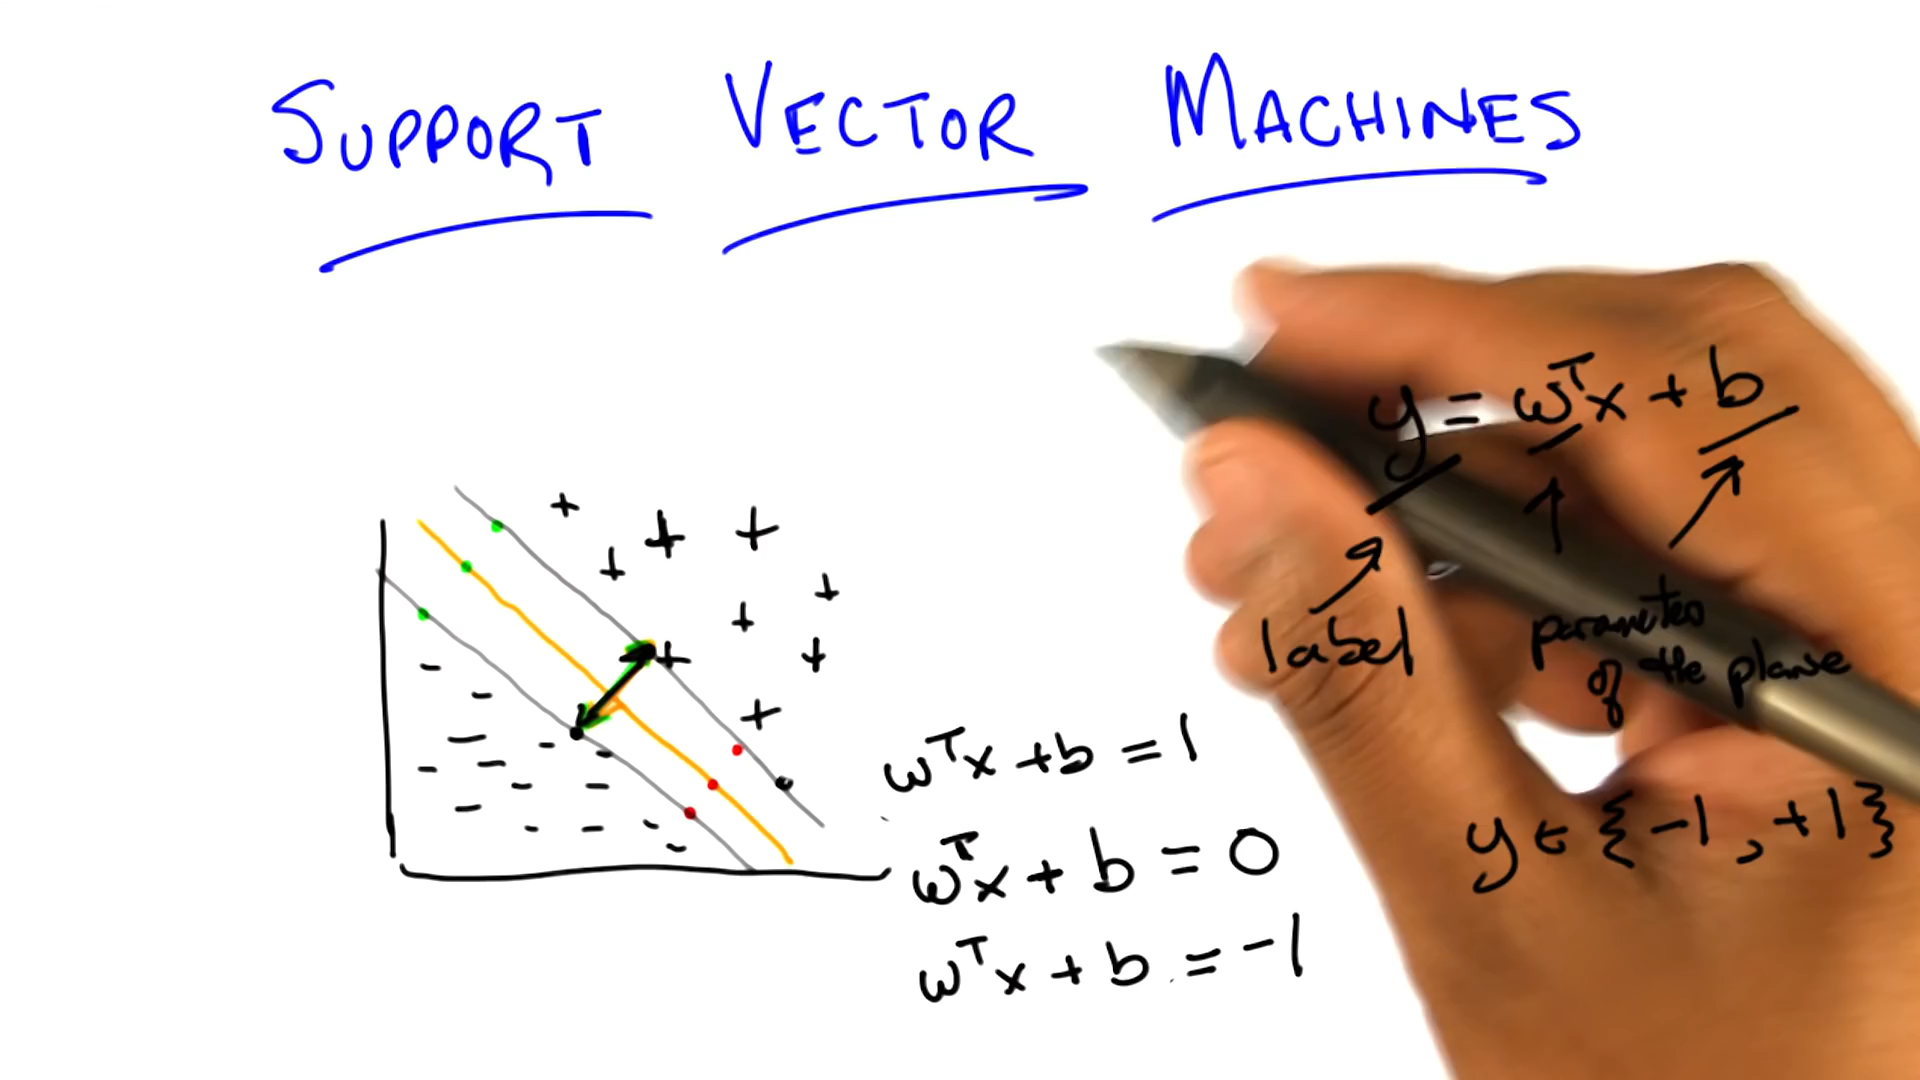 SUPPORT VECTOR MACHINES
y = wᵀx + b
label
parameters
of the plane
wᵀx + b = 1
y ∈ {-1, +1}
wᵀx + b = 0
wᵀx + b = -1